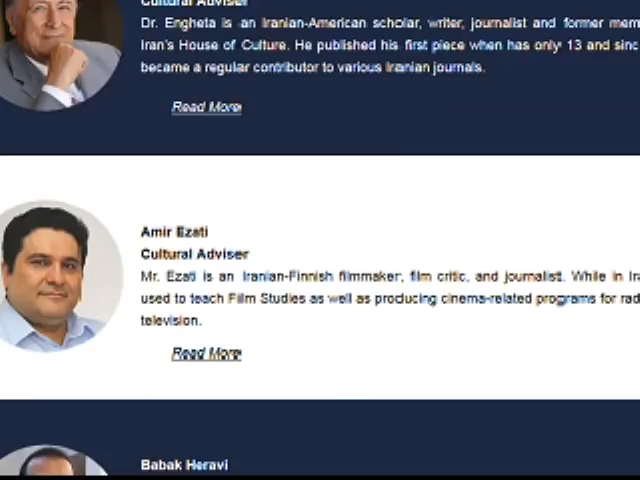 Cultural Adviser
Dr. Engheta is an Iranian-American scholar, writer, journalist and former mem
Iran's House of Culture. He published his first piece when has only 13 and sinc
became a regular contributor to various Iranian journals.
Read More
Amir Ezati
Cultural Adviser
Mr. Ezati is an Iranian-Finnish filmmaker, film critic, and journalist. While in Ira
used to teach Film Studies as well as producing cinema-related programs for rad
television.
Read More
Babak Heravi